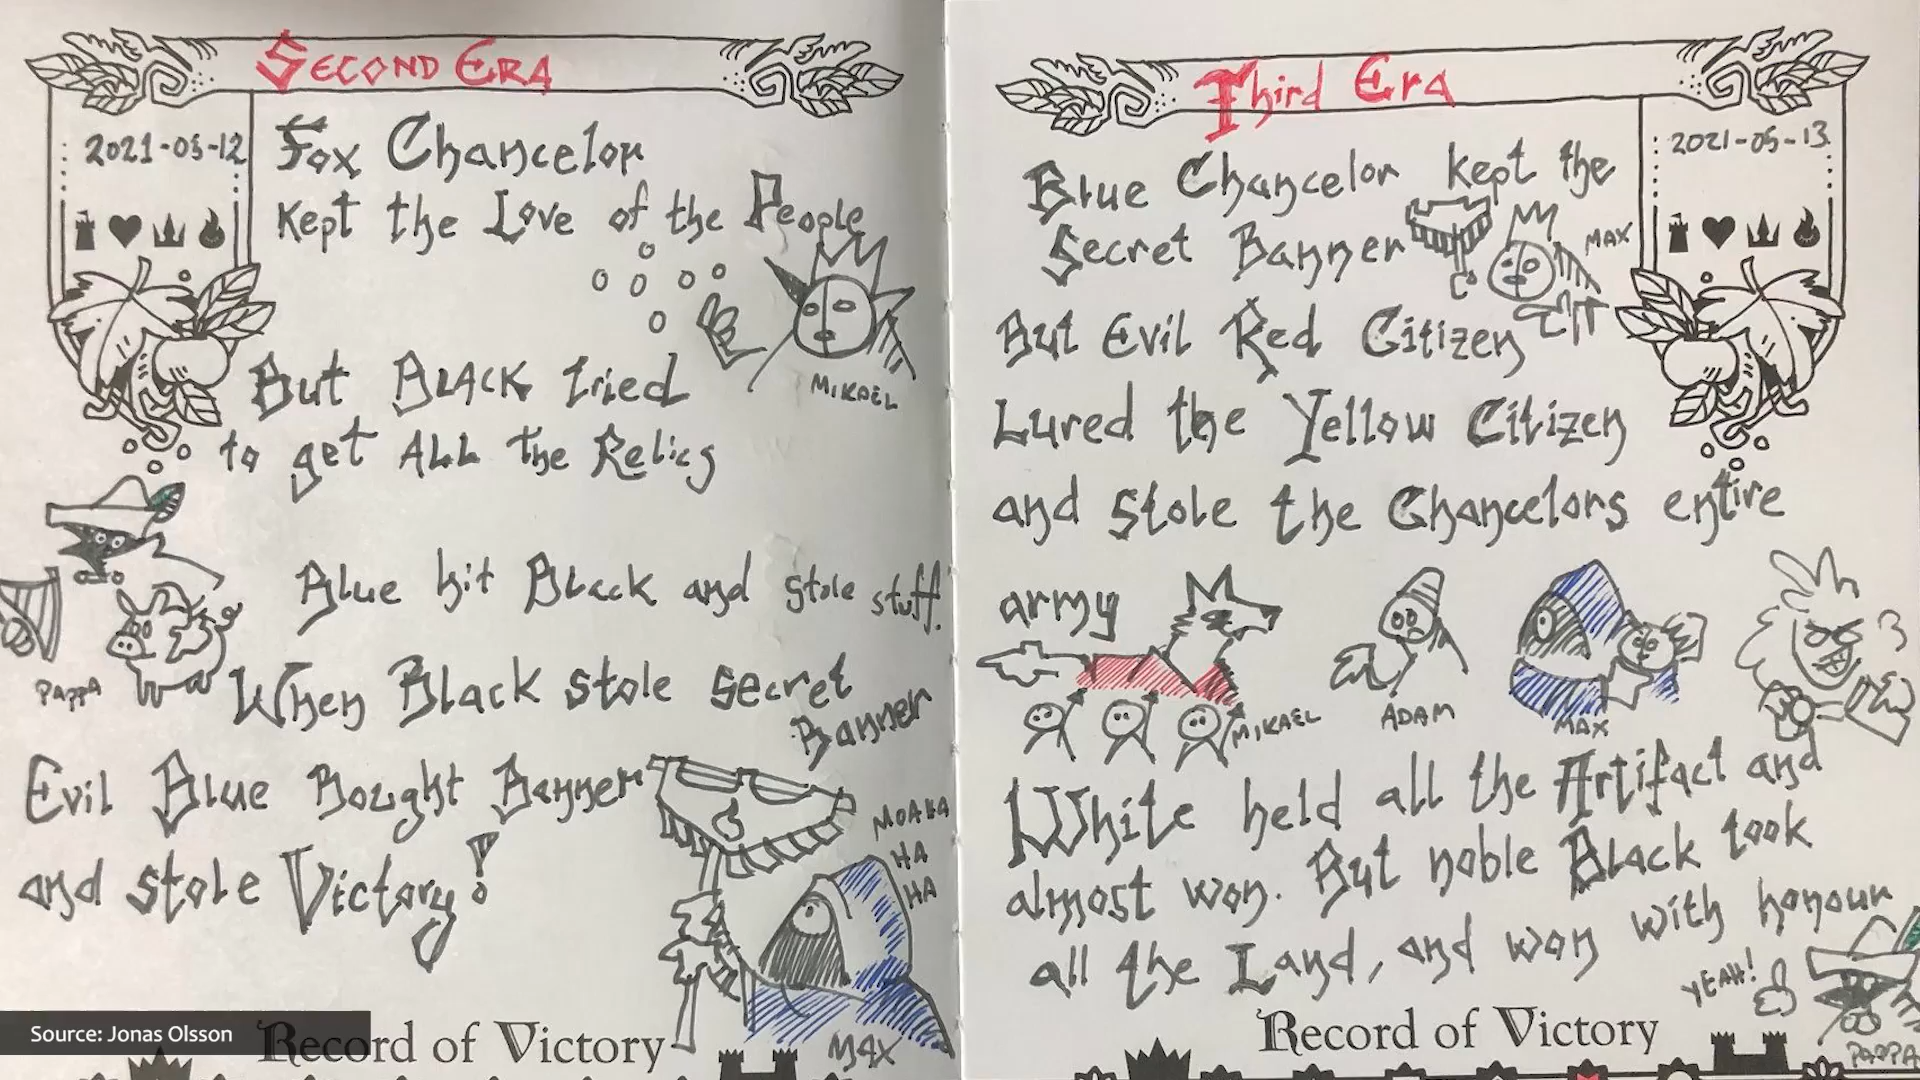 SECOND ERA
2021-05-12
Fox Chancelor
kept the Love of the People
MIKAEL
But BLACK tried
to get ALL the Relics
PAPPA
Blue hit Black and stole stuff.
When Black stole secret
Banner
Evil Blue Bought Banner
and stole Victory!
MOAHA
HA
HA
MAX
Record of Victory
Source: Jonas Olsson
Third Era
2021-05-13
Blue Chancelor kept the
Secret Banner
MAX
But Evil Red Citizen
Lured the Yellow Citizen
and stole the Chancelors entire
army
MIKAEL
ADAM
MAX
White held all the Artifact and
almost won. But noble Black took
all the Land, and won with honour
YEAH!
PAPPA
Record of Victory